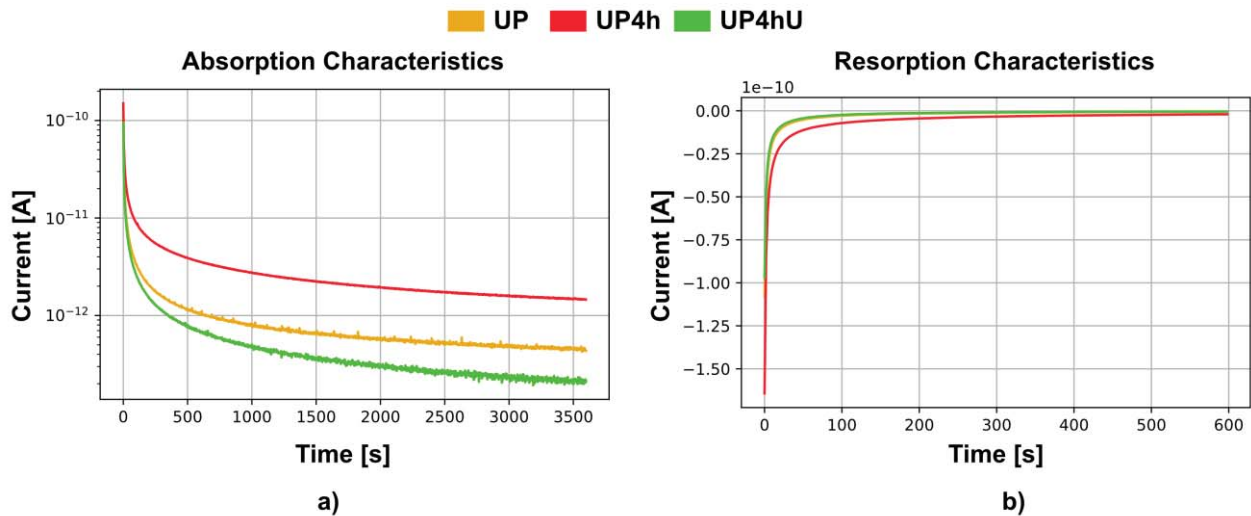 UP UP4h UP4hU
Absorption Characteristics
10⁻¹⁰
10⁻¹¹
10⁻¹²
Current [A]
0 500 1000 1500 2000 2500 3000 3500
Time [s]
a)
Resorption Characteristics
1e−10
0.00
−0.25
−0.50
−0.75
−1.00
−1.25
−1.50
Current [A]
0 100 200 300 400 500 600
Time [s]
b)